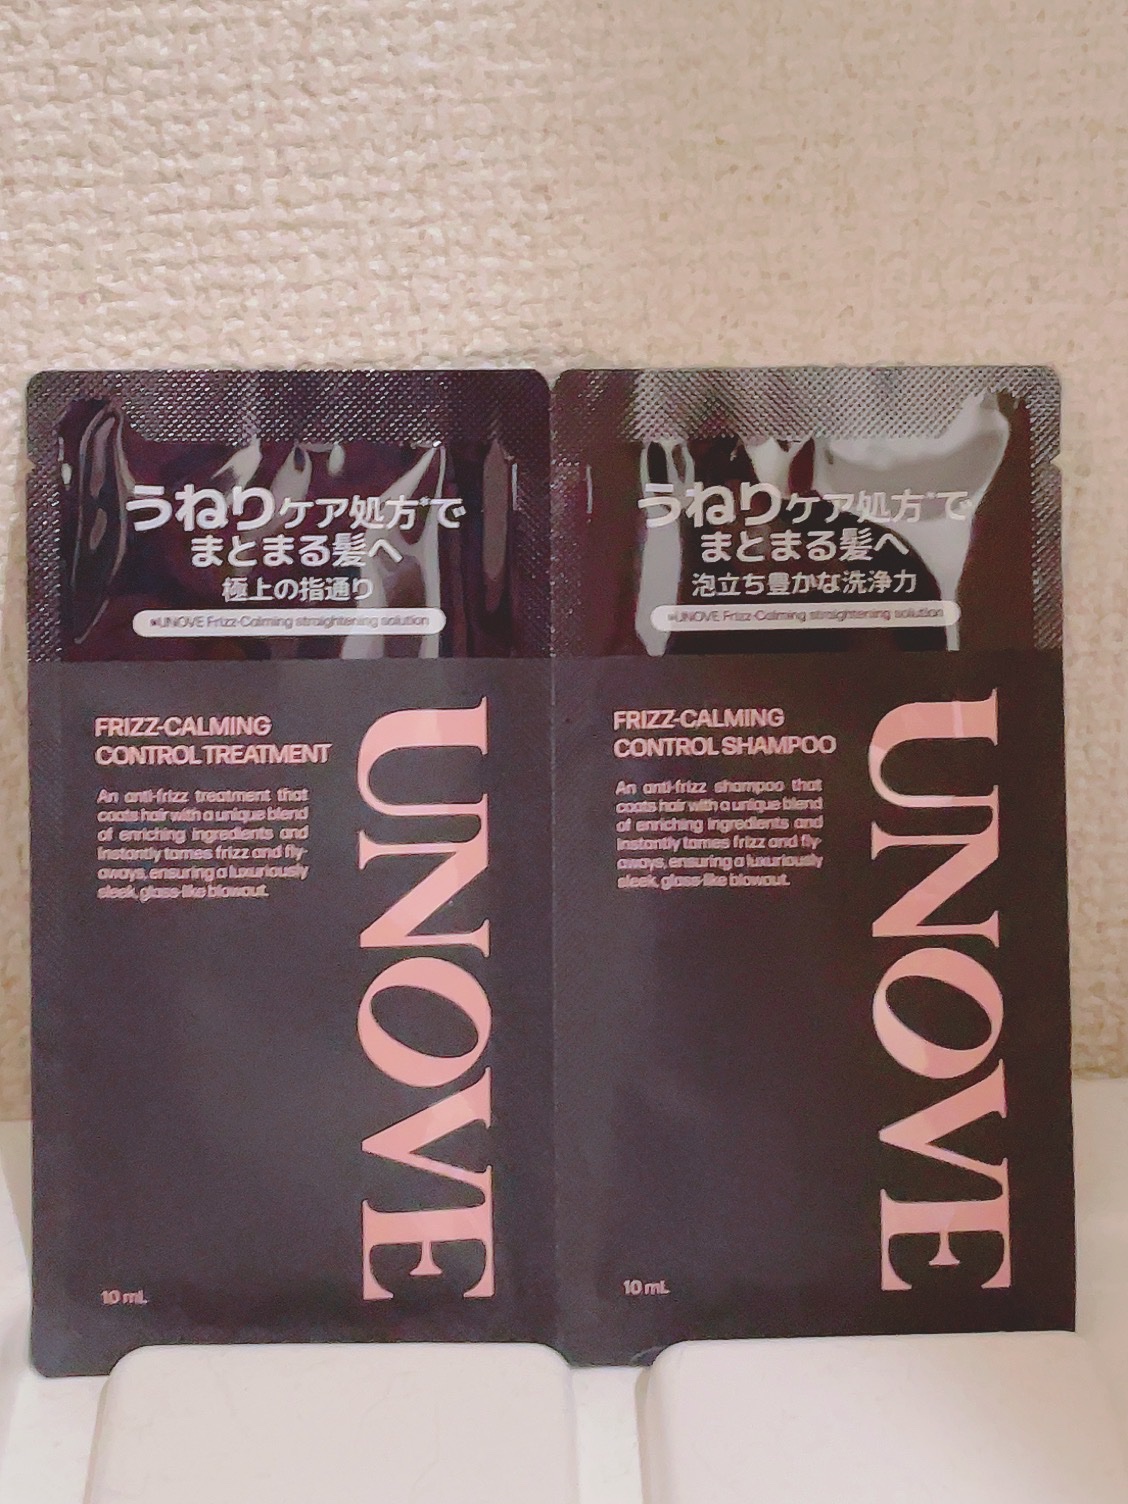 うねりケア処方*で
まとまる髪へ
極上の指通り
*UNOVE Frizz-Calming straightening solution
FRIZZ-CALMING
CONTROL TREATMENT
An anti-frizz treatment that
coats hair with a unique blend
of enriching ingredients and
instantly tames frizz and fly-
aways, ensuring a luxuriously
sleek, glass-like blowout.
UNOVE
10 mL
うねりケア処方*で
まとまる髪へ
泡立ち豊かな洗浄力
*UNOVE Frizz-Calming straightening solution
FRIZZ-CALMING
CONTROL SHAMPOO
An anti-frizz shampoo that
coats hair with a unique blend
of enriching ingredients and
instantly tames frizz and fly-
aways, ensuring a luxuriously
sleek, glass-like blowout.
UNOVE
10 mL